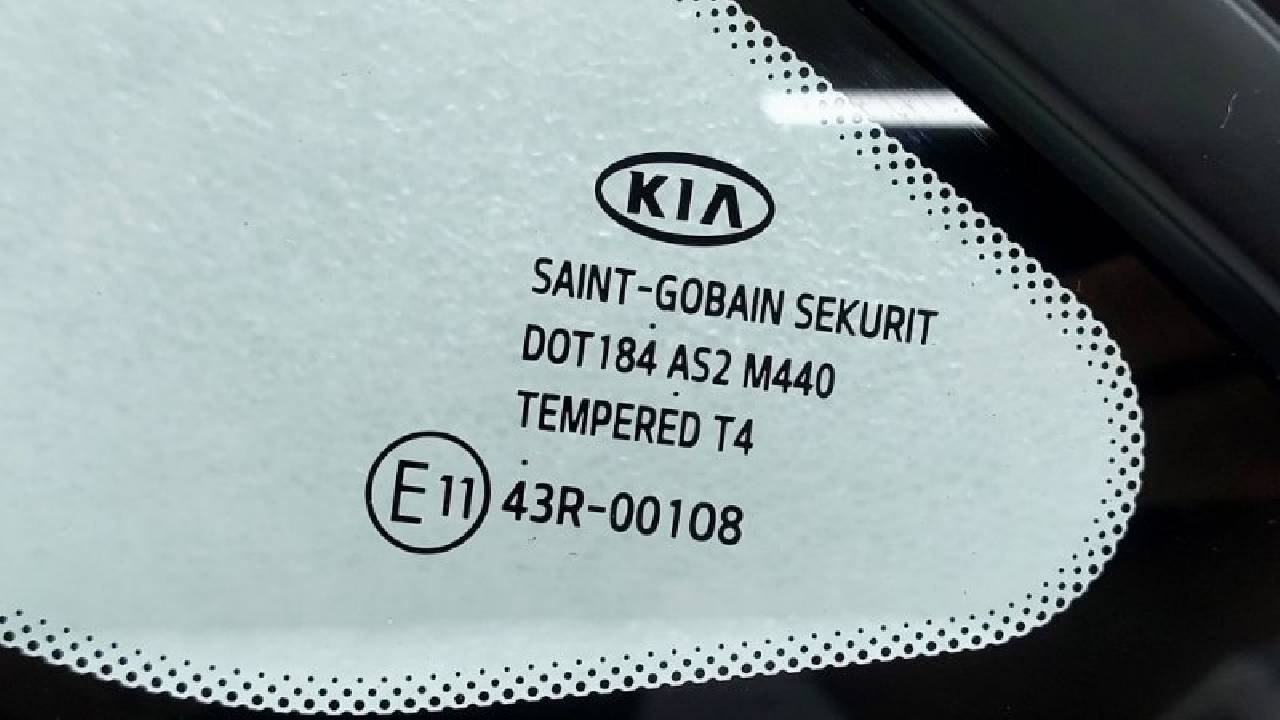 KIA
SAINT-GOBAIN SEKURIT
DOT184 AS2 M440
TEMPERED T4
E11 43R-00108